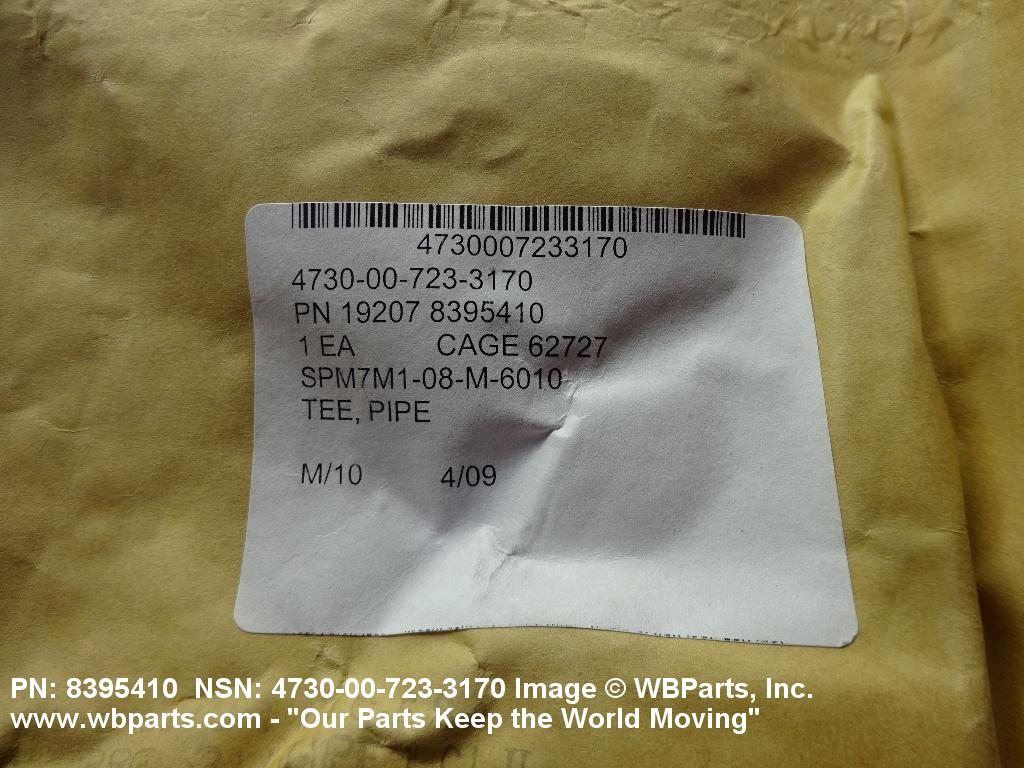 4730007233170
4730-00-723-3170
PN 19207 8395410
1 EA CAGE 62727
SPM7M1-08-M-6010
TEE, PIPE
M/10 4/09
PN: 8395410 NSN: 4730-00-723-3170 Image © WBParts, Inc.
www.wbparts.com - "Our Parts Keep the World Moving"